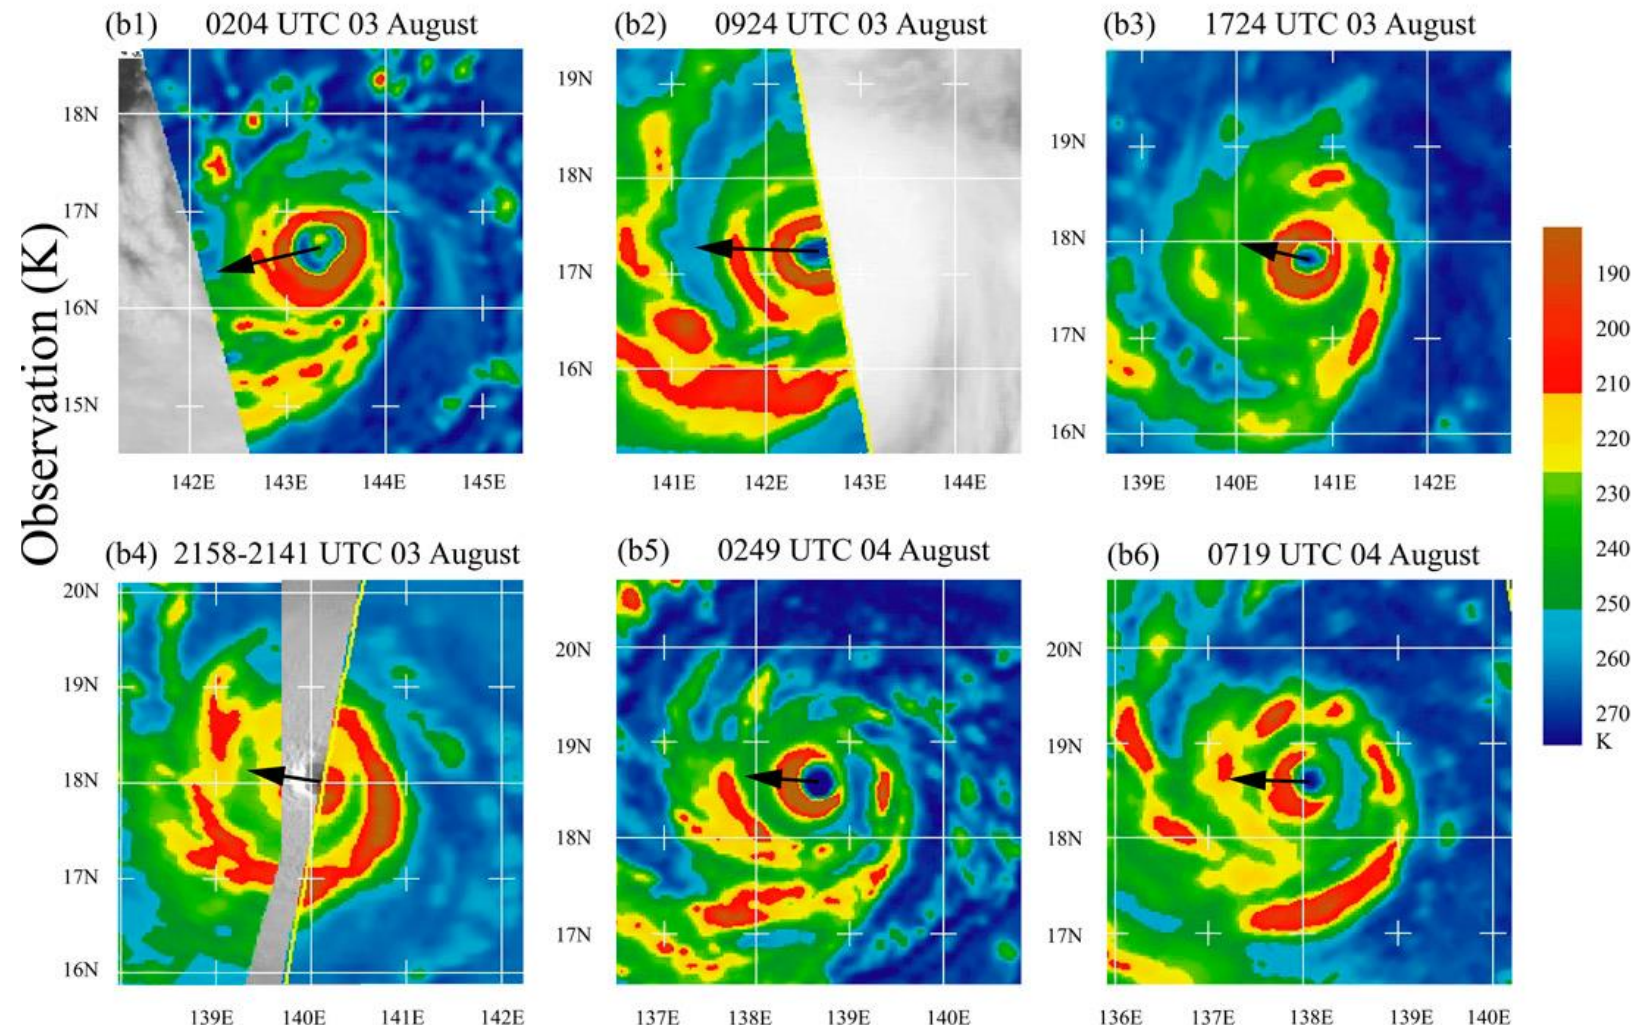 (b1) 0204 UTC 03 August
(b2) 0924 UTC 03 August
(b3) 1724 UTC 03 August
Observation (K)
18N
17N
16N
15N
142E 143E 144E 145E
19N
18N
17N
16N
141E 142E 143E 144E
19N
18N
17N
16N
139E 140E 141E 142E
190
200
210
220
230
240
250
260
270
K
(b4) 2158-2141 UTC 03 August
(b5) 0249 UTC 04 August
(b6) 0719 UTC 04 August
20N
19N
18N
17N
16N
139E 140E 141E 142E
20N
19N
18N
17N
137E 138E 139E 140E
20N
19N
18N
17N
136E 137E 138E 139E 140E